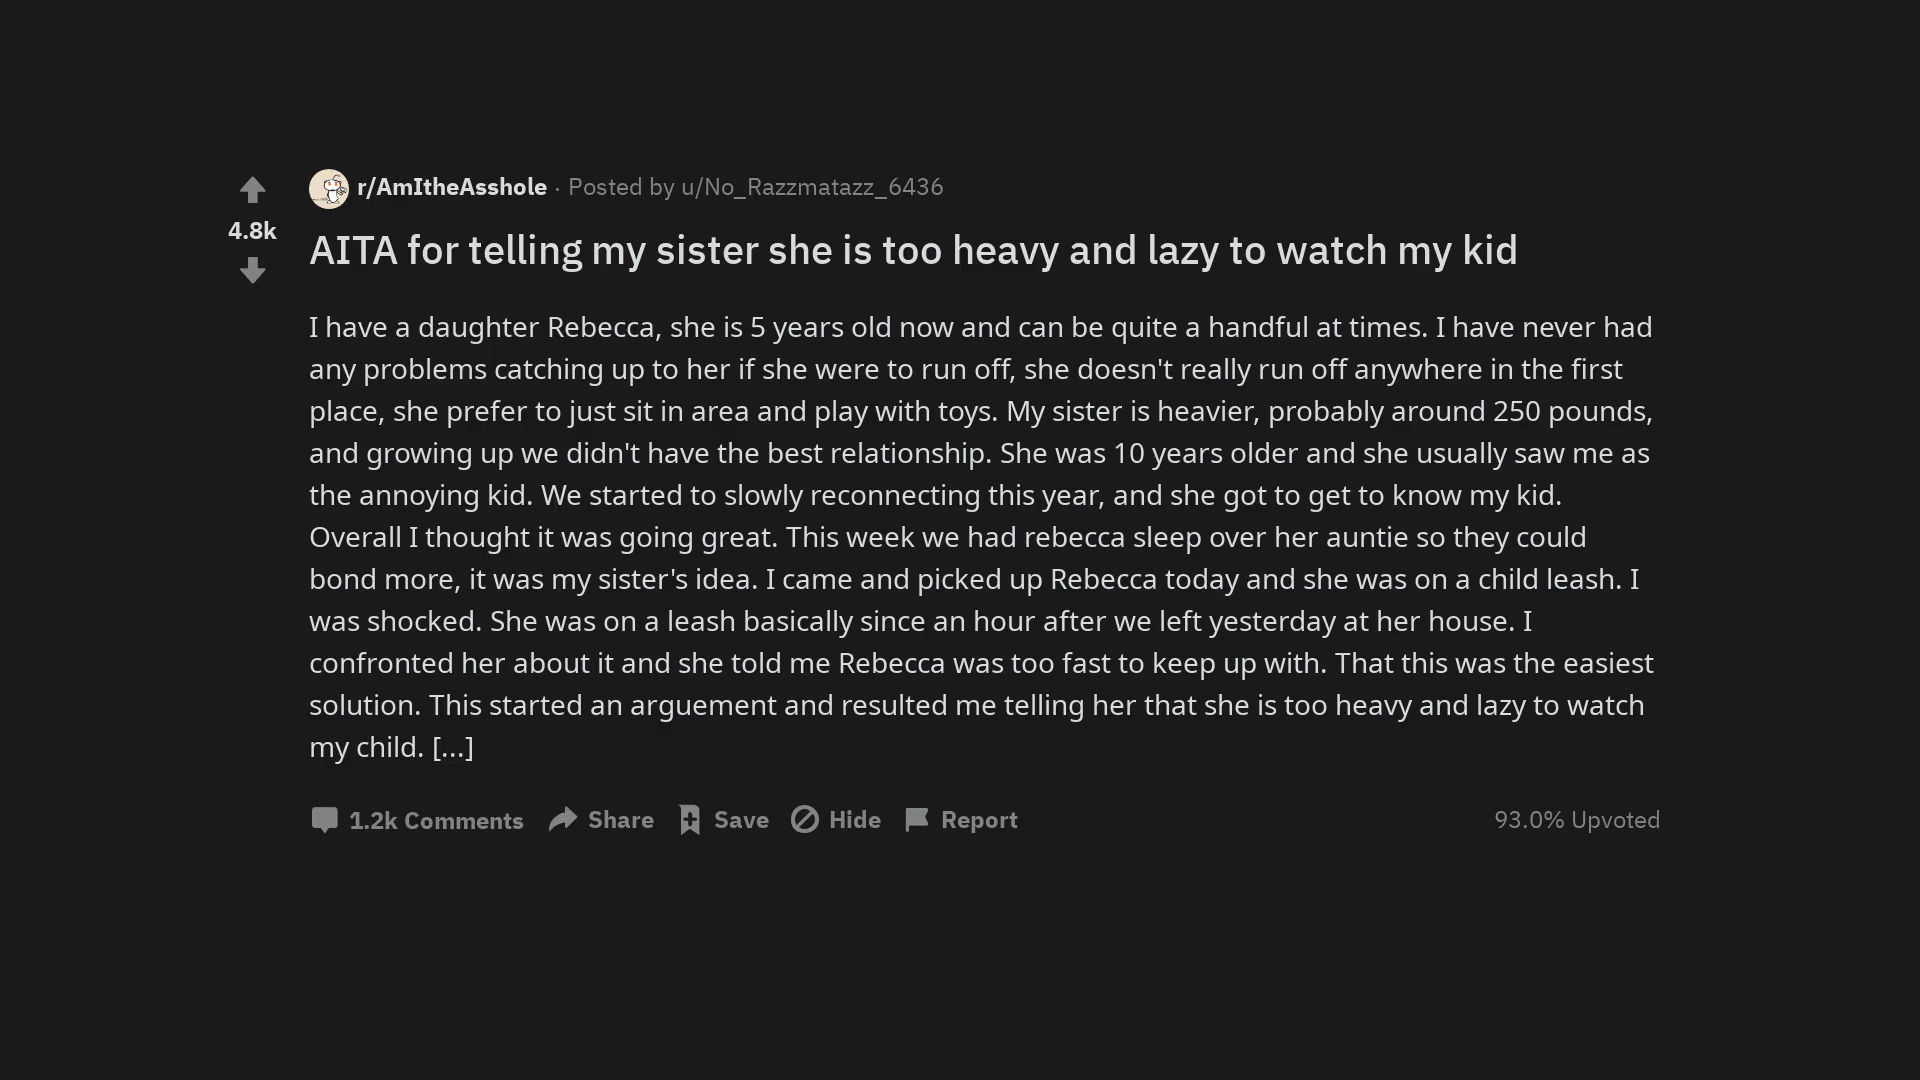 r/AmItheAsshole · Posted by u/No_Razzmatazz_6436
4.8k
AITA for telling my sister she is too heavy and lazy to watch my kid
I have a daughter Rebecca, she is 5 years old now and can be quite a handful at times. I have never had
any problems catching up to her if she were to run off, she doesn't really run off anywhere in the first
place, she prefer to just sit in area and play with toys. My sister is heavier, probably around 250 pounds,
and growing up we didn't have the best relationship. She was 10 years older and she usually saw me as
the annoying kid. We started to slowly reconnecting this year, and she got to get to know my kid.
Overall I thought it was going great. This week we had rebecca sleep over her auntie so they could
bond more, it was my sister's idea. I came and picked up Rebecca today and she was on a child leash. I
was shocked. She was on a leash basically since an hour after we left yesterday at her house. I
confronted her about it and she told me Rebecca was too fast to keep up with. That this was the easiest
solution. This started an arguement and resulted me telling her that she is too heavy and lazy to watch
my child. [...]
1.2k Comments Share Save Hide Report 93.0% Upvoted